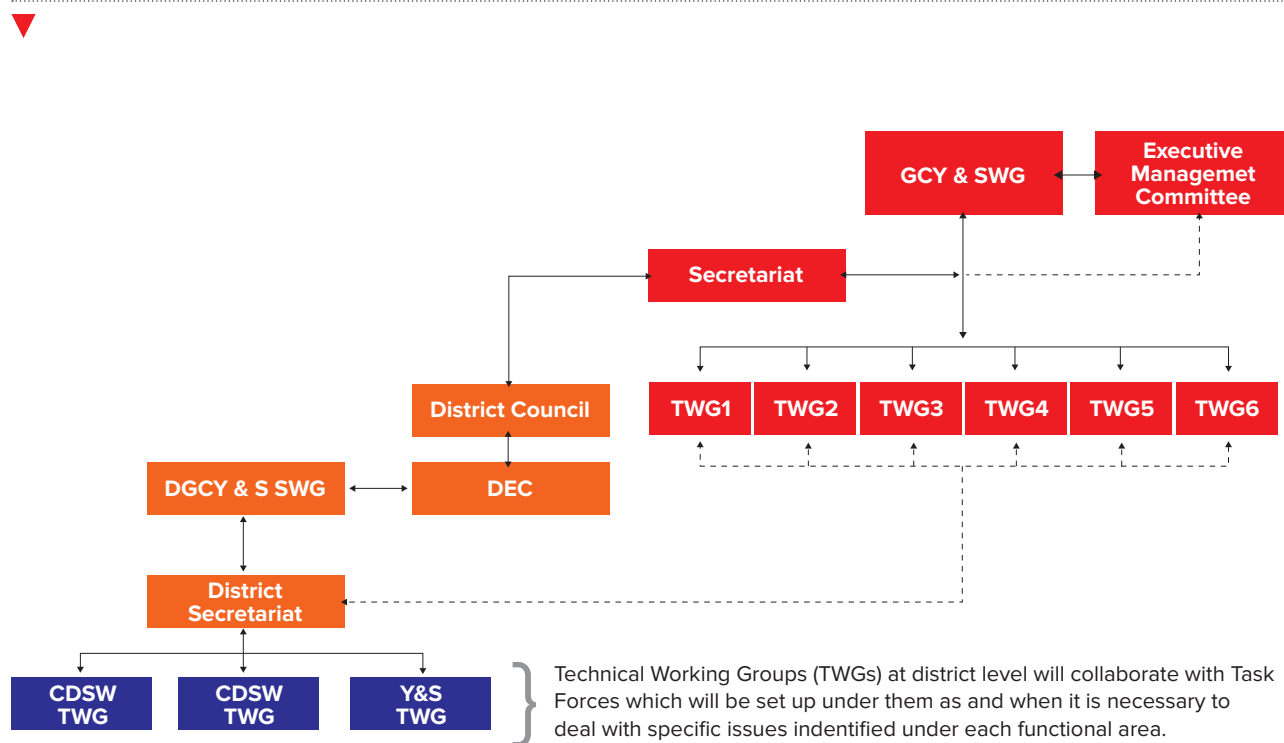 GCY & SWG
Executive
Managemet
Committee
Secretariat
District Council
TWG1
TWG2
TWG3
TWG4
TWG5
TWG6
DGCY & S SWG
DEC
District
Secretariat
CDSW
TWG
CDSW
TWG
Y&S
TWG
Technical Working Groups (TWGs) at district level will collaborate with Task
Forces which will be set up under them as and when it is necessary to
deal with specific issues indentified under each functional area.